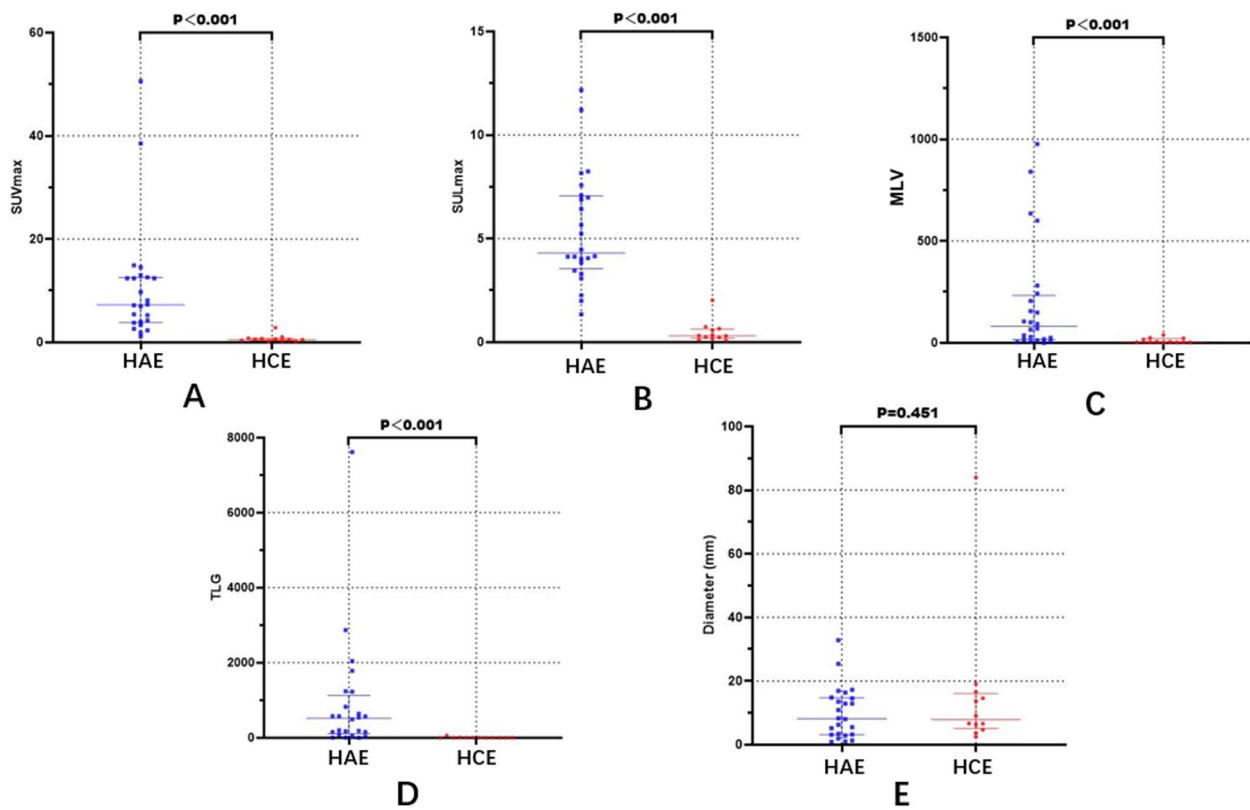 P<0.001
SUVmax
60
40
20
0
HAE HCE
A
P<0.001
SULmax
15
10
5
0
HAE HCE
B
P<0.001
MLV
1500
1000
500
0
HAE HCE
C
P<0.001
TLG
8000
6000
4000
2000
0
HAE HCE
D
P=0.451
Diameter (mm)
100
80
60
40
20
0
HAE HCE
E